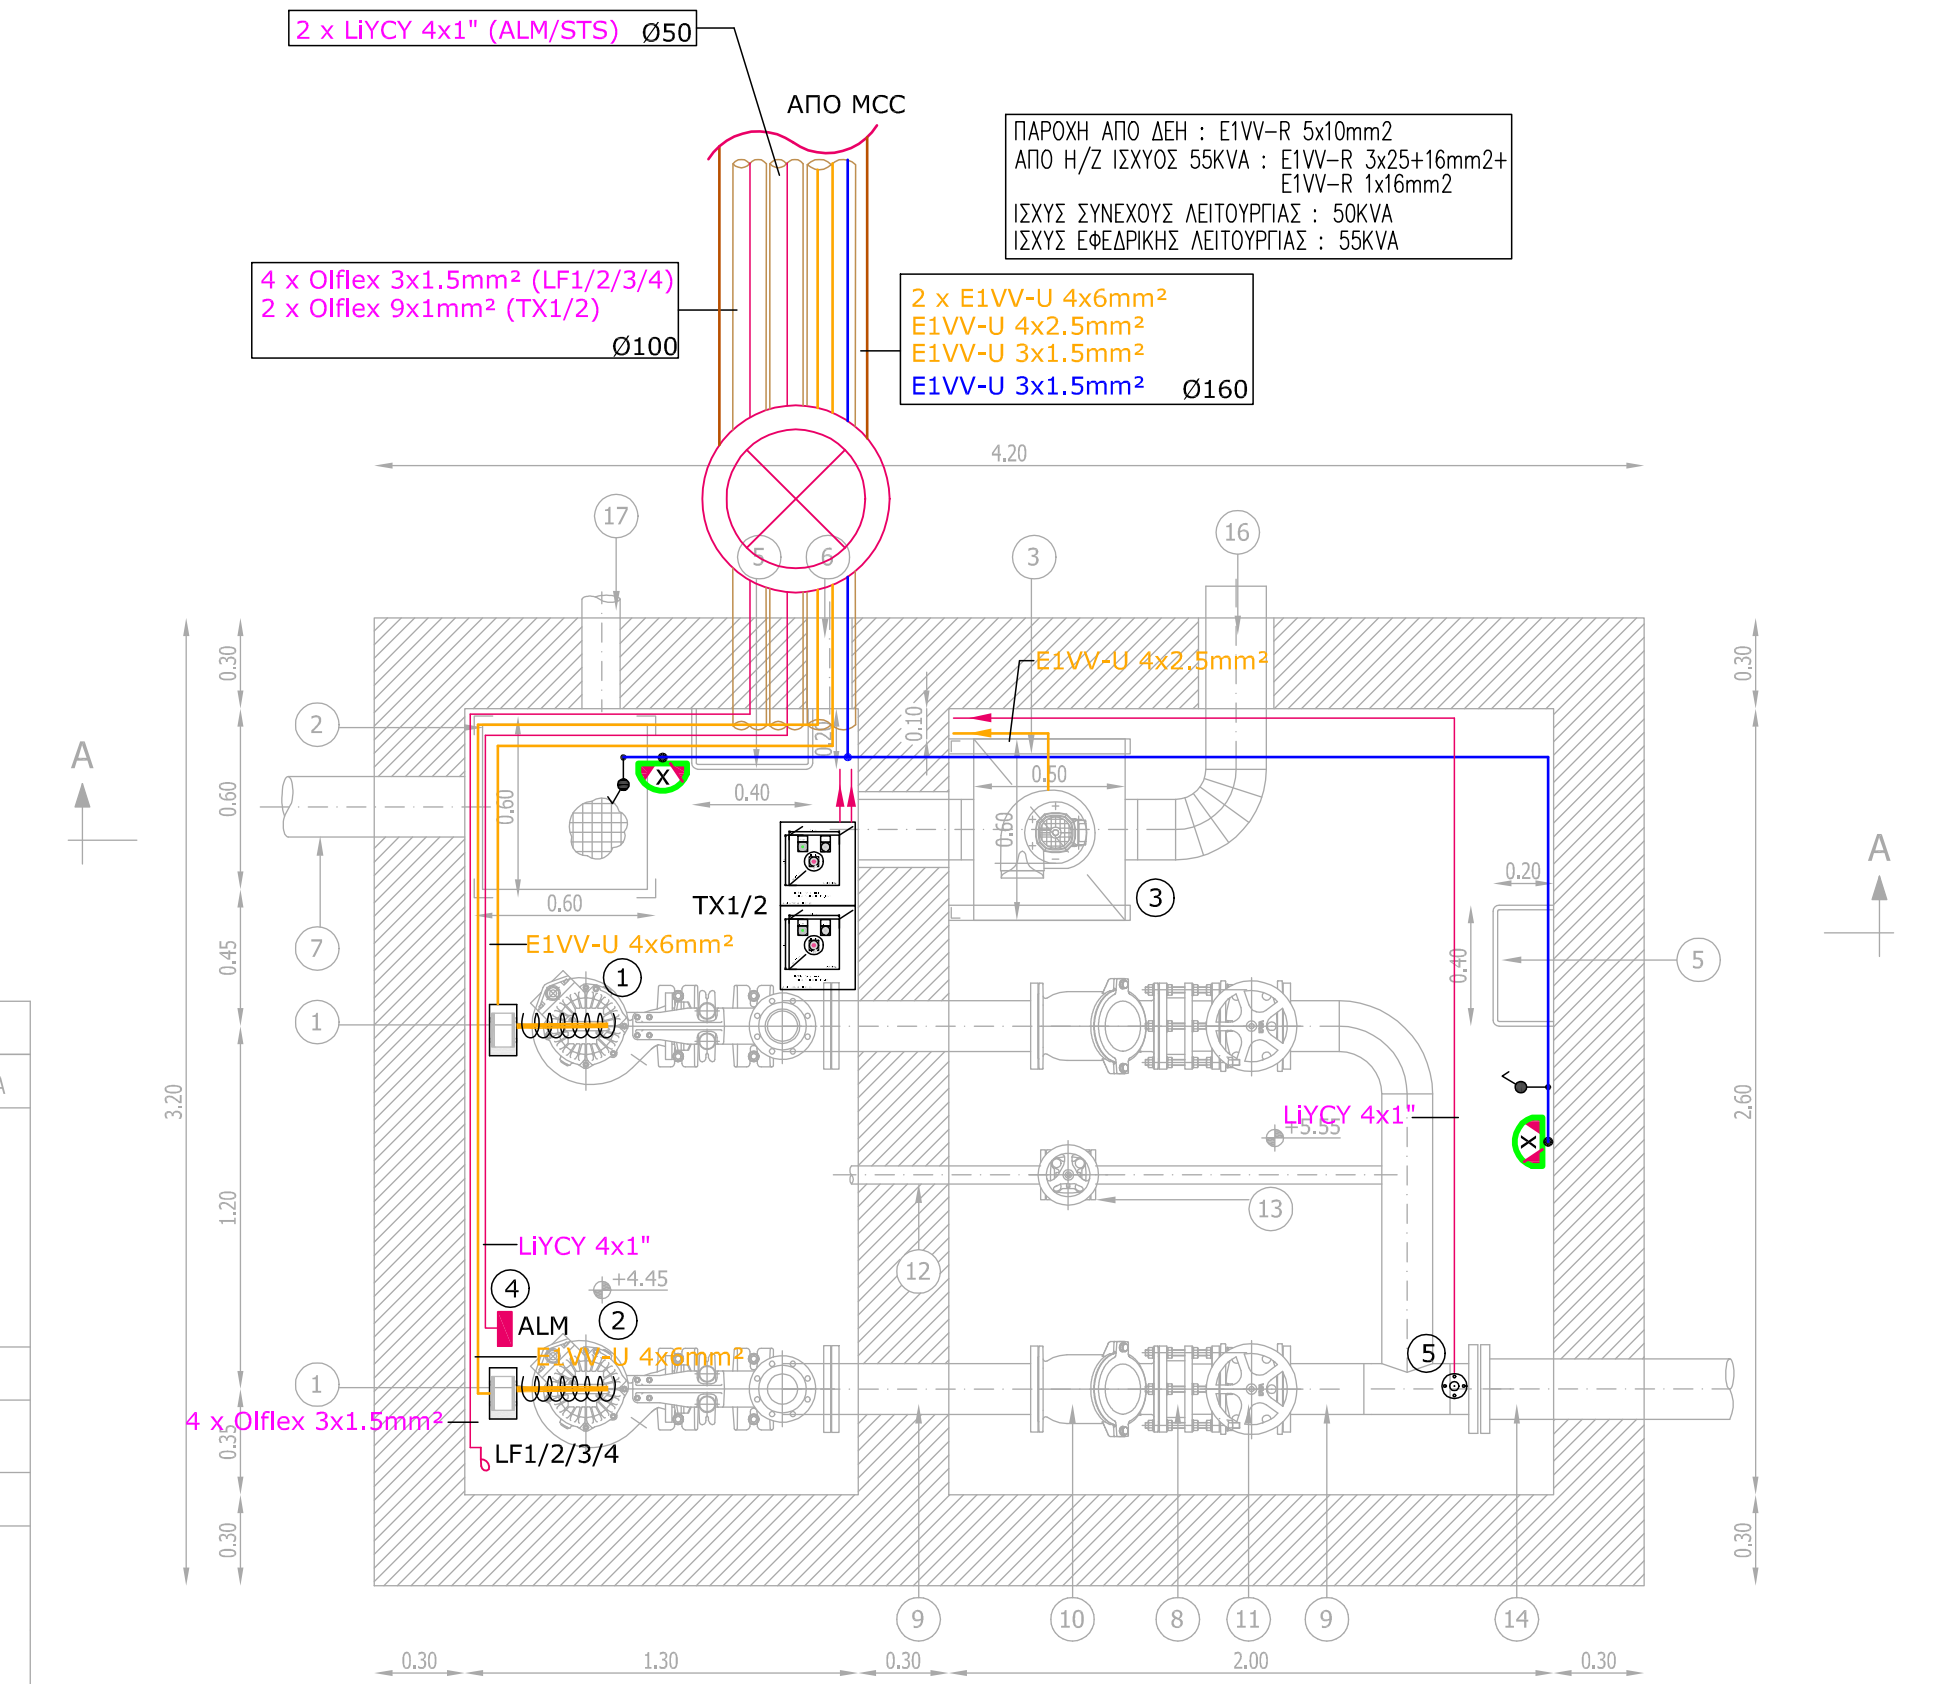 2 x LiYCY 4x1" (ALM/STS) Ø50
ΑΠΟ MCC
ΠΑΡΟΧΗ ΑΠΟ ΔΕΗ : E1VV-R 5x10mm2
ΑΠΟ Η/Ζ ΙΣΧΥΟΣ 55KVA : E1VV-R 3x25+16mm2+
E1VV-R 1x16mm2
ΙΣΧΥΣ ΣΥΝΕΧΟΥΣ ΛΕΙΤΟΥΡΓΙΑΣ : 50KVA
ΙΣΧΥΣ ΕΦΕΔΡΙΚΗΣ ΛΕΙΤΟΥΡΓΙΑΣ : 55KVA
4 x Olflex 3x1.5mm² (LF1/2/3/4)
2 x Olflex 9x1mm² (TX1/2)
Ø100
2 x E1VV-U 4x6mm²
E1VV-U 4x2.5mm²
E1VV-U 3x1.5mm²
E1VV-U 3x1.5mm² Ø160
4.20
17
5
6
3
16
0.30
0.30
E1VV-U 4x2.5mm²
2
0.10
0.20
A
0.60
0.60
X
0.40
0.50
0.60
A
0.20
TX1/2
3
0.60
7
0.45
E1VV-U 4x6mm²
0.40
5
1
1
3.20
LiYCY 4x1"
+5.55
2.60
X
1.20
13
12
LiYCY 4x1"
+4.45
4
2
ALM
E1VV-U 4x6mm²
5
1
4 x Olflex 3x1.5mm²
0.35
LF1/2/3/4
0.30
0.30
9
10
8
11
9
14
0.30
1.30
0.30
2.00
0.30